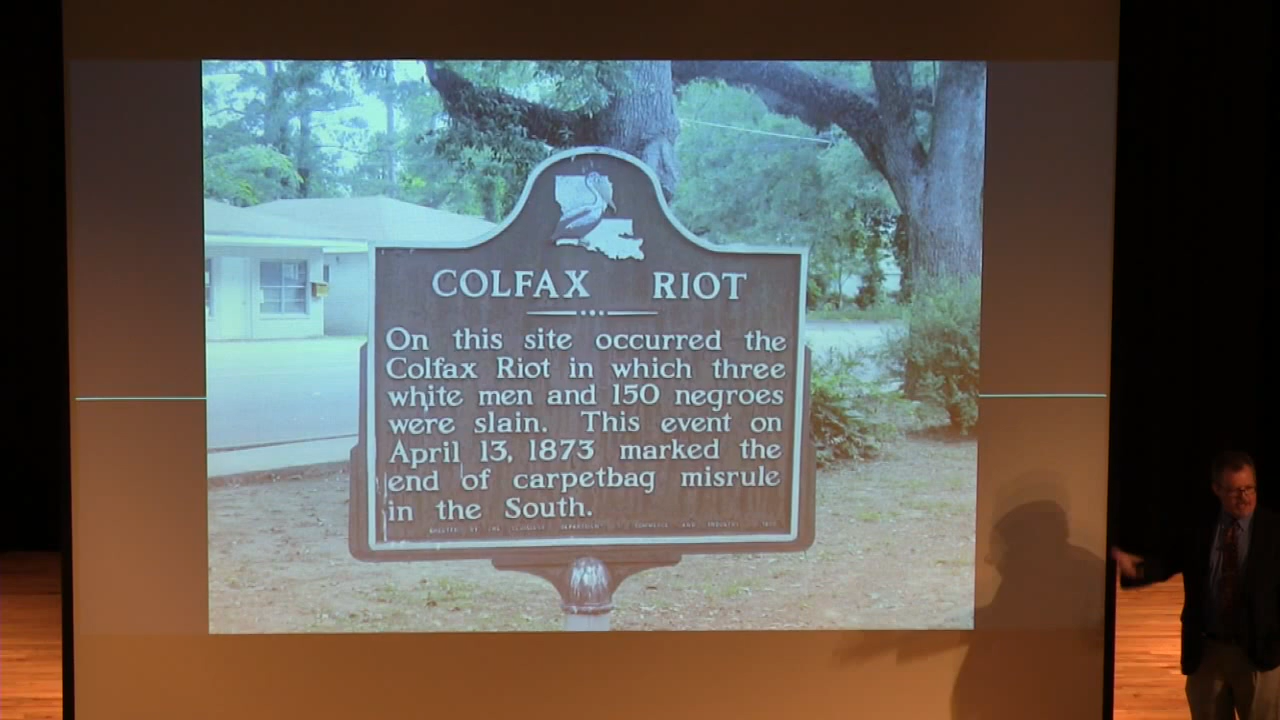 COLFAX RIOT
On this site occurred the
Colfax Riot in which three
white men and 150 negroes
were slain. This event on
April 13, 1873 marked the
end of carpetbag misrule
in the South.